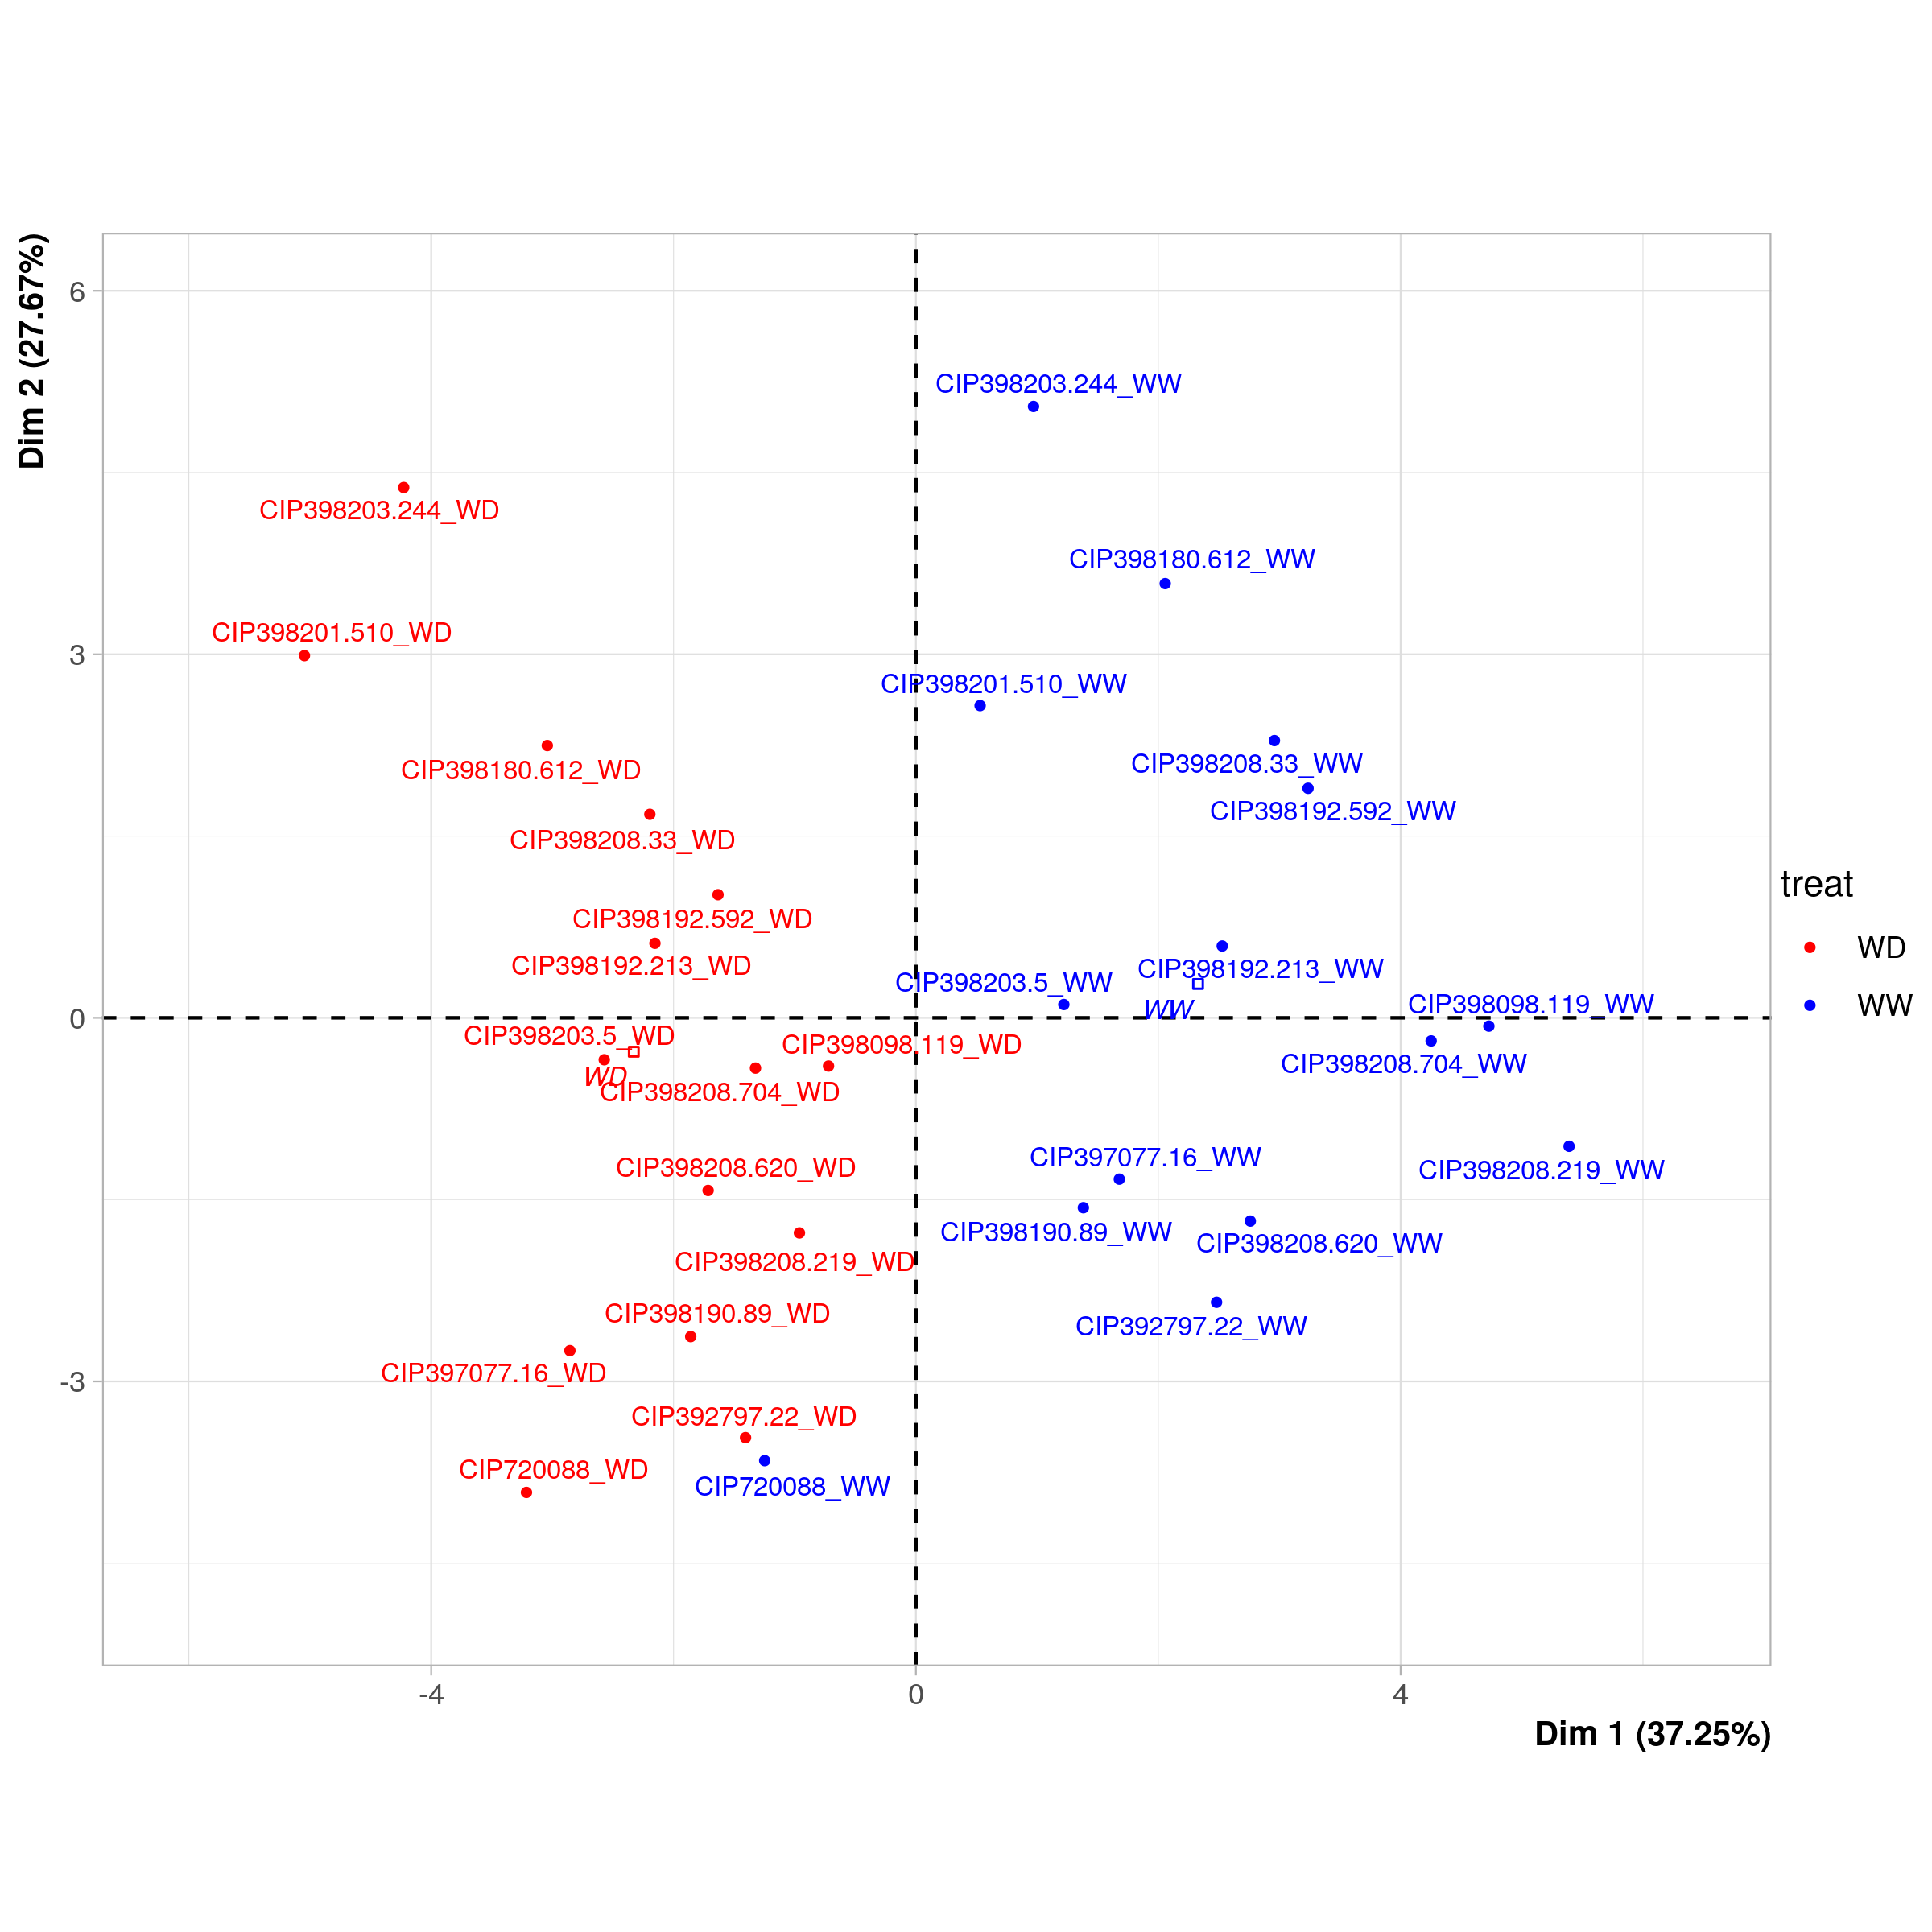 Dim 2 (27.67%)
6
3
0
-3
CIP398203.244_WW
CIP398203.244_WD
CIP398180.612_WW
CIP398201.510_WD
CIP398201.510_WW
CIP398180.612_WD
CIP398208.33_WW
CIP398192.592_WW
CIP398208.33_WD
CIP398192.592_WD
CIP398192.213_WD
CIP398192.213_WW
CIP398203.5_WW
WW
CIP398098.119_WW
CIP398203.5_WD
CIP398098.119_WD
WD
CIP398208.704_WD
CIP398208.704_WW
CIP397077.16_WW
CIP398208.620_WD
CIP398208.219_WW
CIP398190.89_WW
CIP398208.620_WW
CIP398208.219_WD
CIP398190.89_WD
CIP392797.22_WW
CIP397077.16_WD
CIP392797.22_WD
CIP720088_WD
CIP720088_WW
-4
0
4
Dim 1 (37.25%)
treat
WD
WW